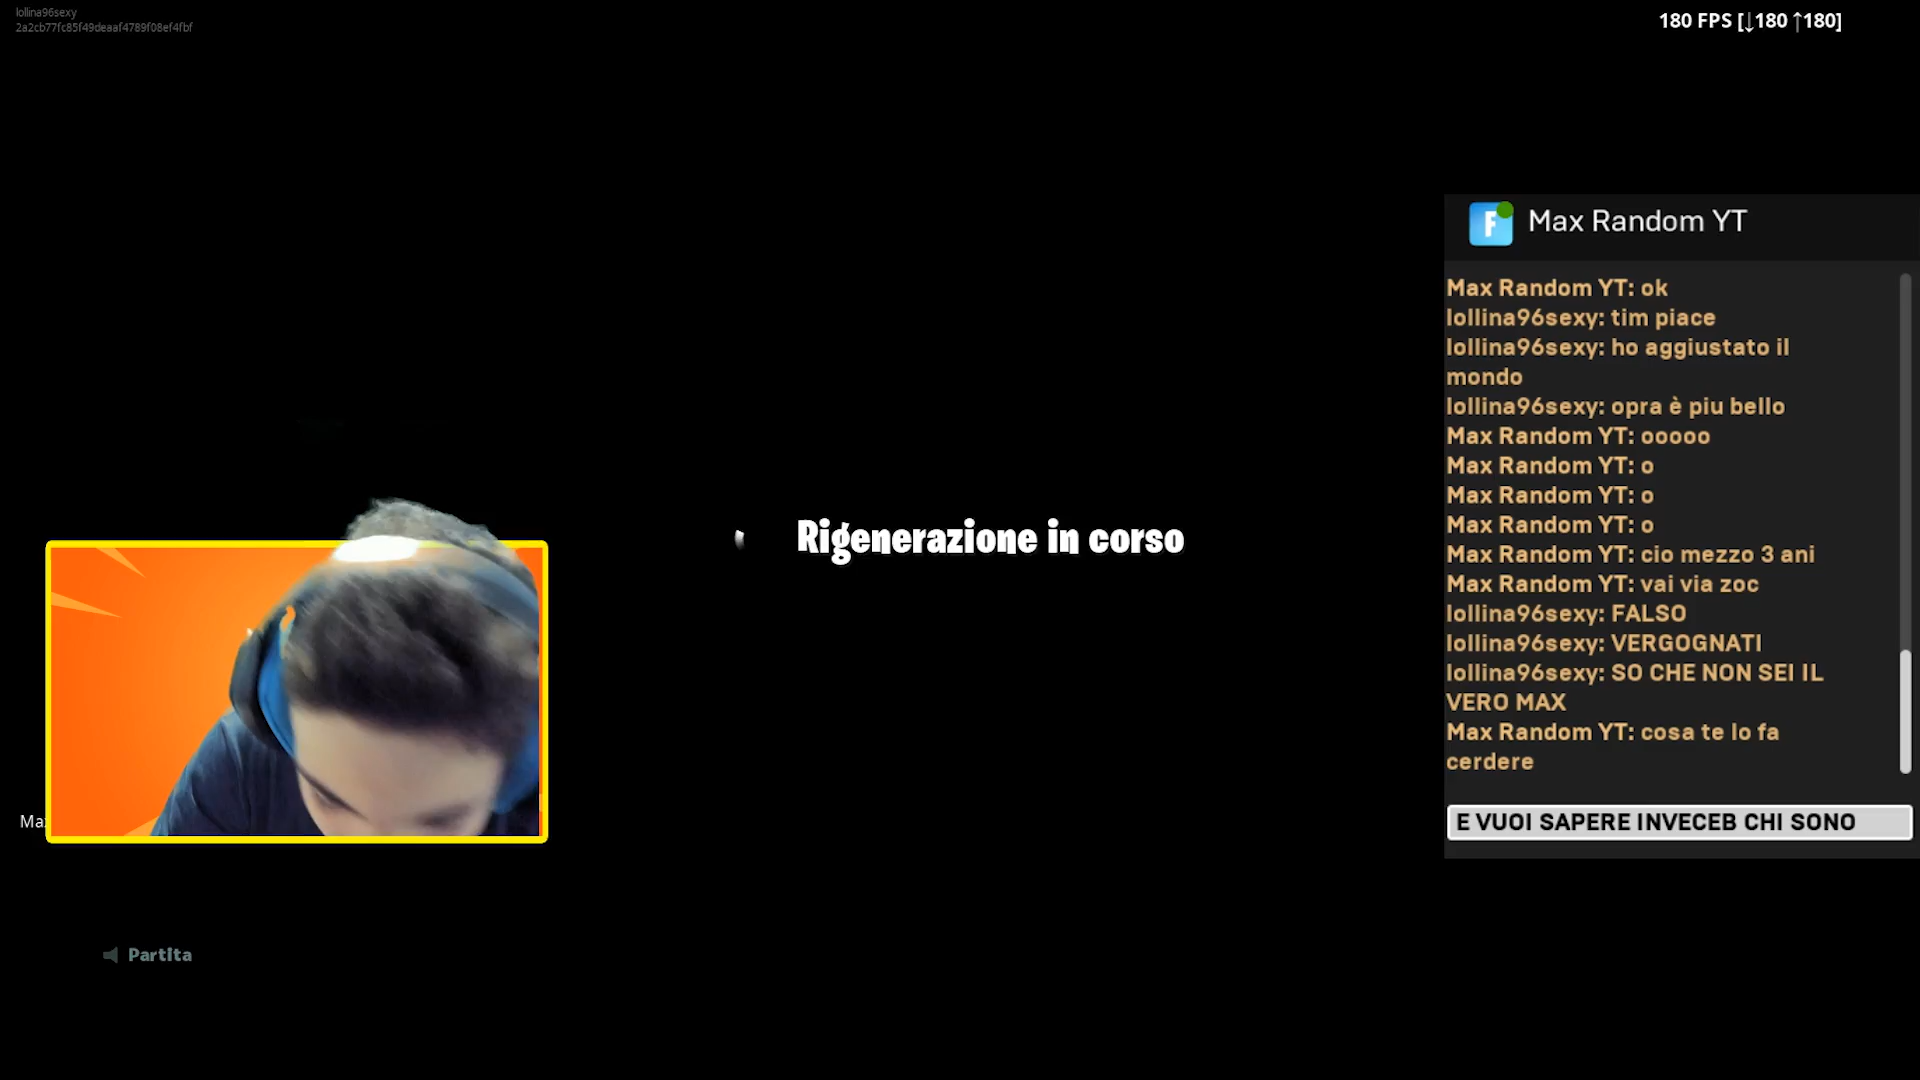 lollina96sexy
2a2cb77fc85f49deaaf4789f08ef4fbf
180 FPS [↓180 ↑180]
F Max Random YT
Max Random YT: ok
lollina96sexy: tim piace
lollina96sexy: ho aggiustato il
mondo
lollina96sexy: opra è piu bello
Max Random YT: ooooo
Max Random YT: o
Max Random YT: o
Max Random YT: o
Max Random YT: cio mezzo 3 ani
Max Random YT: vai via zoc
lollina96sexy: FALSO
lollina96sexy: VERGOGNATI
lollina96sexy: SO CHE NON SEI IL
VERO MAX
Max Random YT: cosa te lo fa
cerdere
E VUOI SAPERE INVECEB CHI SONO
Rigenerazione in corso
Ma
Partita